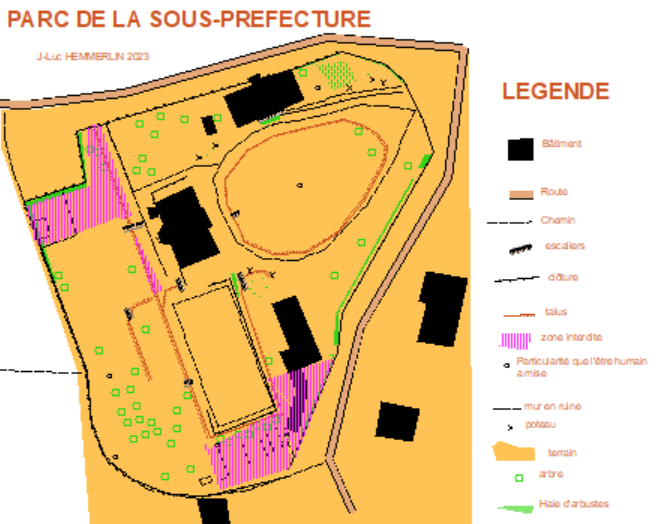 PARC DE LA SOUS-PREFECTURE
J-Luc HEMMERLIN 2023
LEGENDE
Bâtiment
Route
Chemin
escaliers
clôture
talus
zone interdite
Particularité que l'être humain
a mise
mur en ruine
poteau
terrain
arbre
Haie d'arbustes